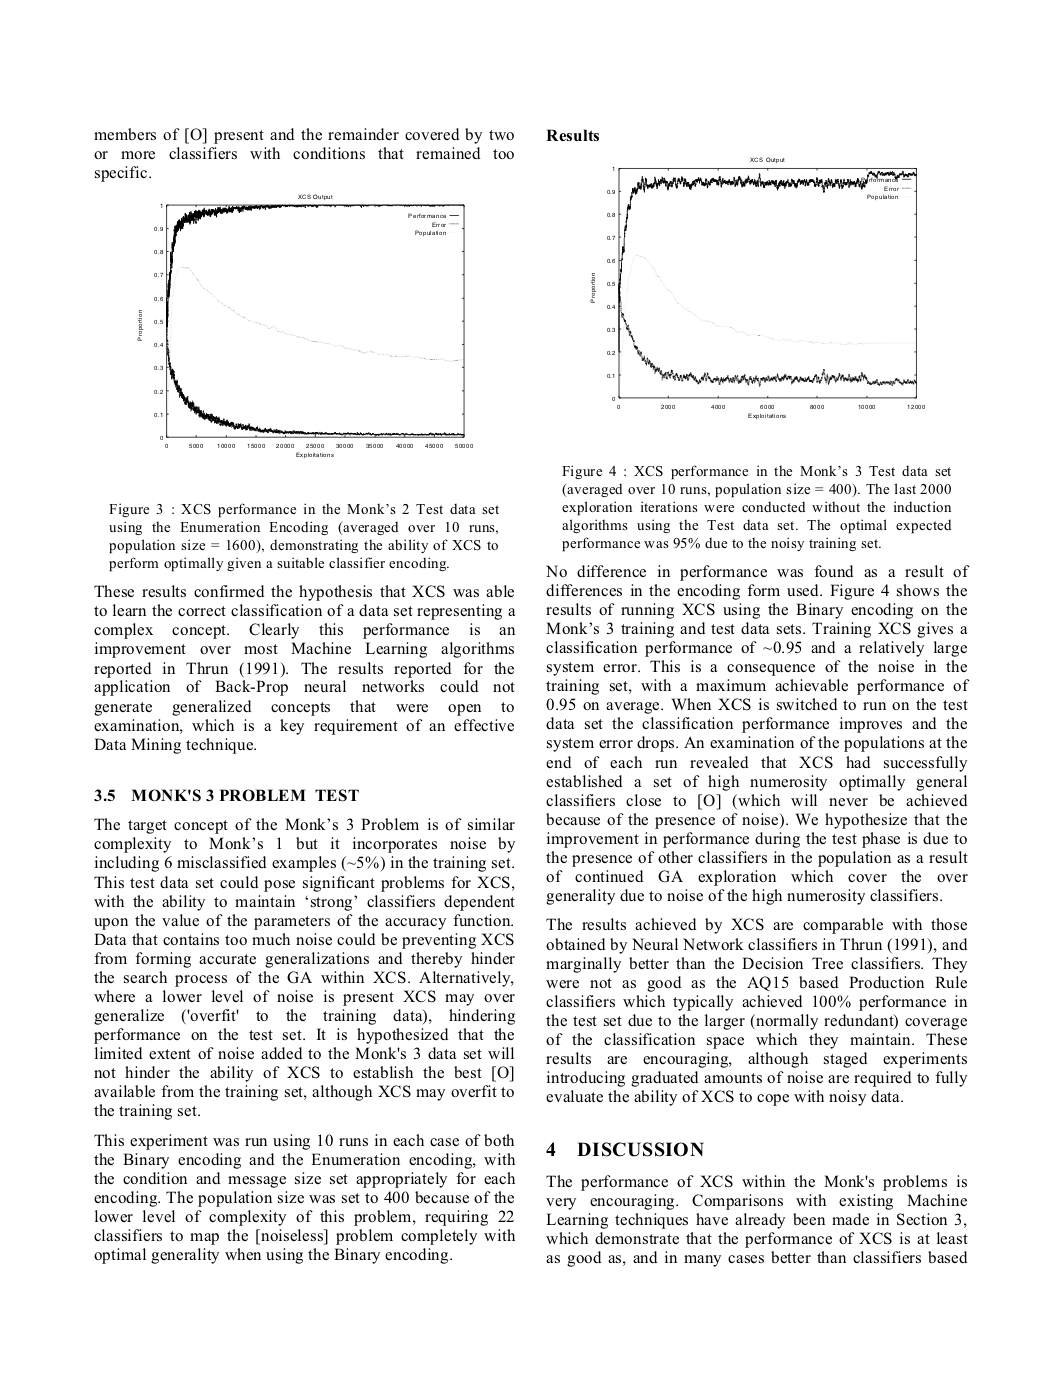 members of [O] present and the remainder covered by two
or more classifiers with conditions that remained too
specific.
XCS Output
1
0.9
0.8
0.7
0.6
0.5
0.4
0.3
0.2
0.1
0
Proportion
Performance
Error
Population
0 5000 10000 15000 20000 25000 30000 35000 40000 45000 50000
Exploitations
Figure 3 : XCS performance in the Monk's 2 Test data set
using the Enumeration Encoding (averaged over 10 runs,
population size = 1600), demonstrating the ability of XCS to
perform optimally given a suitable classifier encoding.
These results confirmed the hypothesis that XCS was able
to learn the correct classification of a data set representing a
complex concept. Clearly this performance is an
improvement over most Machine Learning algorithms
reported in Thrun (1991). The results reported for the
application of Back-Prop neural networks could not
generate generalized concepts that were open to
examination, which is a key requirement of an effective
Data Mining technique.
3.5 MONK'S 3 PROBLEM TEST
The target concept of the Monk's 3 Problem is of similar
complexity to Monk's 1 but it incorporates noise by
including 6 misclassified examples (~5%) in the training set.
This test data set could pose significant problems for XCS,
with the ability to maintain 'strong' classifiers dependent
upon the value of the parameters of the accuracy function.
Data that contains too much noise could be preventing XCS
from forming accurate generalizations and thereby hinder
the search process of the GA within XCS. Alternatively,
where a lower level of noise is present XCS may over
generalize ('overfit' to the training data), hindering
performance on the test set. It is hypothesized that the
limited extent of noise added to the Monk's 3 data set will
not hinder the ability of XCS to establish the best [O]
available from the training set, although XCS may overfit to
the training set.
This experiment was run using 10 runs in each case of both
the Binary encoding and the Enumeration encoding, with
the condition and message size set appropriately for each
encoding. The population size was set to 400 because of the
lower level of complexity of this problem, requiring 22
classifiers to map the [noiseless] problem completely with
optimal generality when using the Binary encoding.
Results
XCS Output
1
0.9
0.8
0.7
0.6
0.5
0.4
0.3
0.2
0.1
0
Proportion
Performance
Error
Population
0 2000 4000 6000 8000 10000 12000
Exploitations
Figure 4 : XCS performance in the Monk's 3 Test data set
(averaged over 10 runs, population size = 400). The last 2000
exploration iterations were conducted without the induction
algorithms using the Test data set. The optimal expected
performance was 95% due to the noisy training set.
No difference in performance was found as a result of
differences in the encoding form used. Figure 4 shows the
results of running XCS using the Binary encoding on the
Monk's 3 training and test data sets. Training XCS gives a
classification performance of ~0.95 and a relatively large
system error. This is a consequence of the noise in the
training set, with a maximum achievable performance of
0.95 on average. When XCS is switched to run on the test
data set the classification performance improves and the
system error drops. An examination of the populations at the
end of each run revealed that XCS had successfully
established a set of high numerosity optimally general
classifiers close to [O] (which will never be achieved
because of the presence of noise). We hypothesize that the
improvement in performance during the test phase is due to
the presence of other classifiers in the population as a result
of continued GA exploration which cover the over
generality due to noise of the high numerosity classifiers.
The results achieved by XCS are comparable with those
obtained by Neural Network classifiers in Thrun (1991), and
marginally better than the Decision Tree classifiers. They
were not as good as the AQ15 based Production Rule
classifiers which typically achieved 100% performance in
the test set due to the larger (normally redundant) coverage
of the classification space which they maintain. These
results are encouraging, although staged experiments
introducing graduated amounts of noise are required to fully
evaluate the ability of XCS to cope with noisy data.
4 DISCUSSION
The performance of XCS within the Monk's problems is
very encouraging. Comparisons with existing Machine
Learning techniques have already been made in Section 3,
which demonstrate that the performance of XCS is at least
as good as, and in many cases better than classifiers based